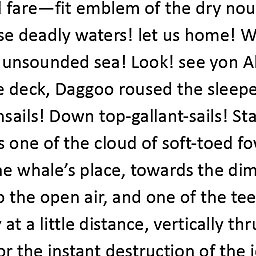 fare—fit emblem of the dry nou
se deadly waters! let us home! W
unsounded sea! Look! see yon Al
e deck, Daggoo roused the sleepe
nsails! Down top-gallant-sails! Sta
s one of the cloud of soft-toed fov
he whale’s place, towards the dim
o the open air, and one of the tee
at a little distance, vertically thru
or the instant destruction of the i